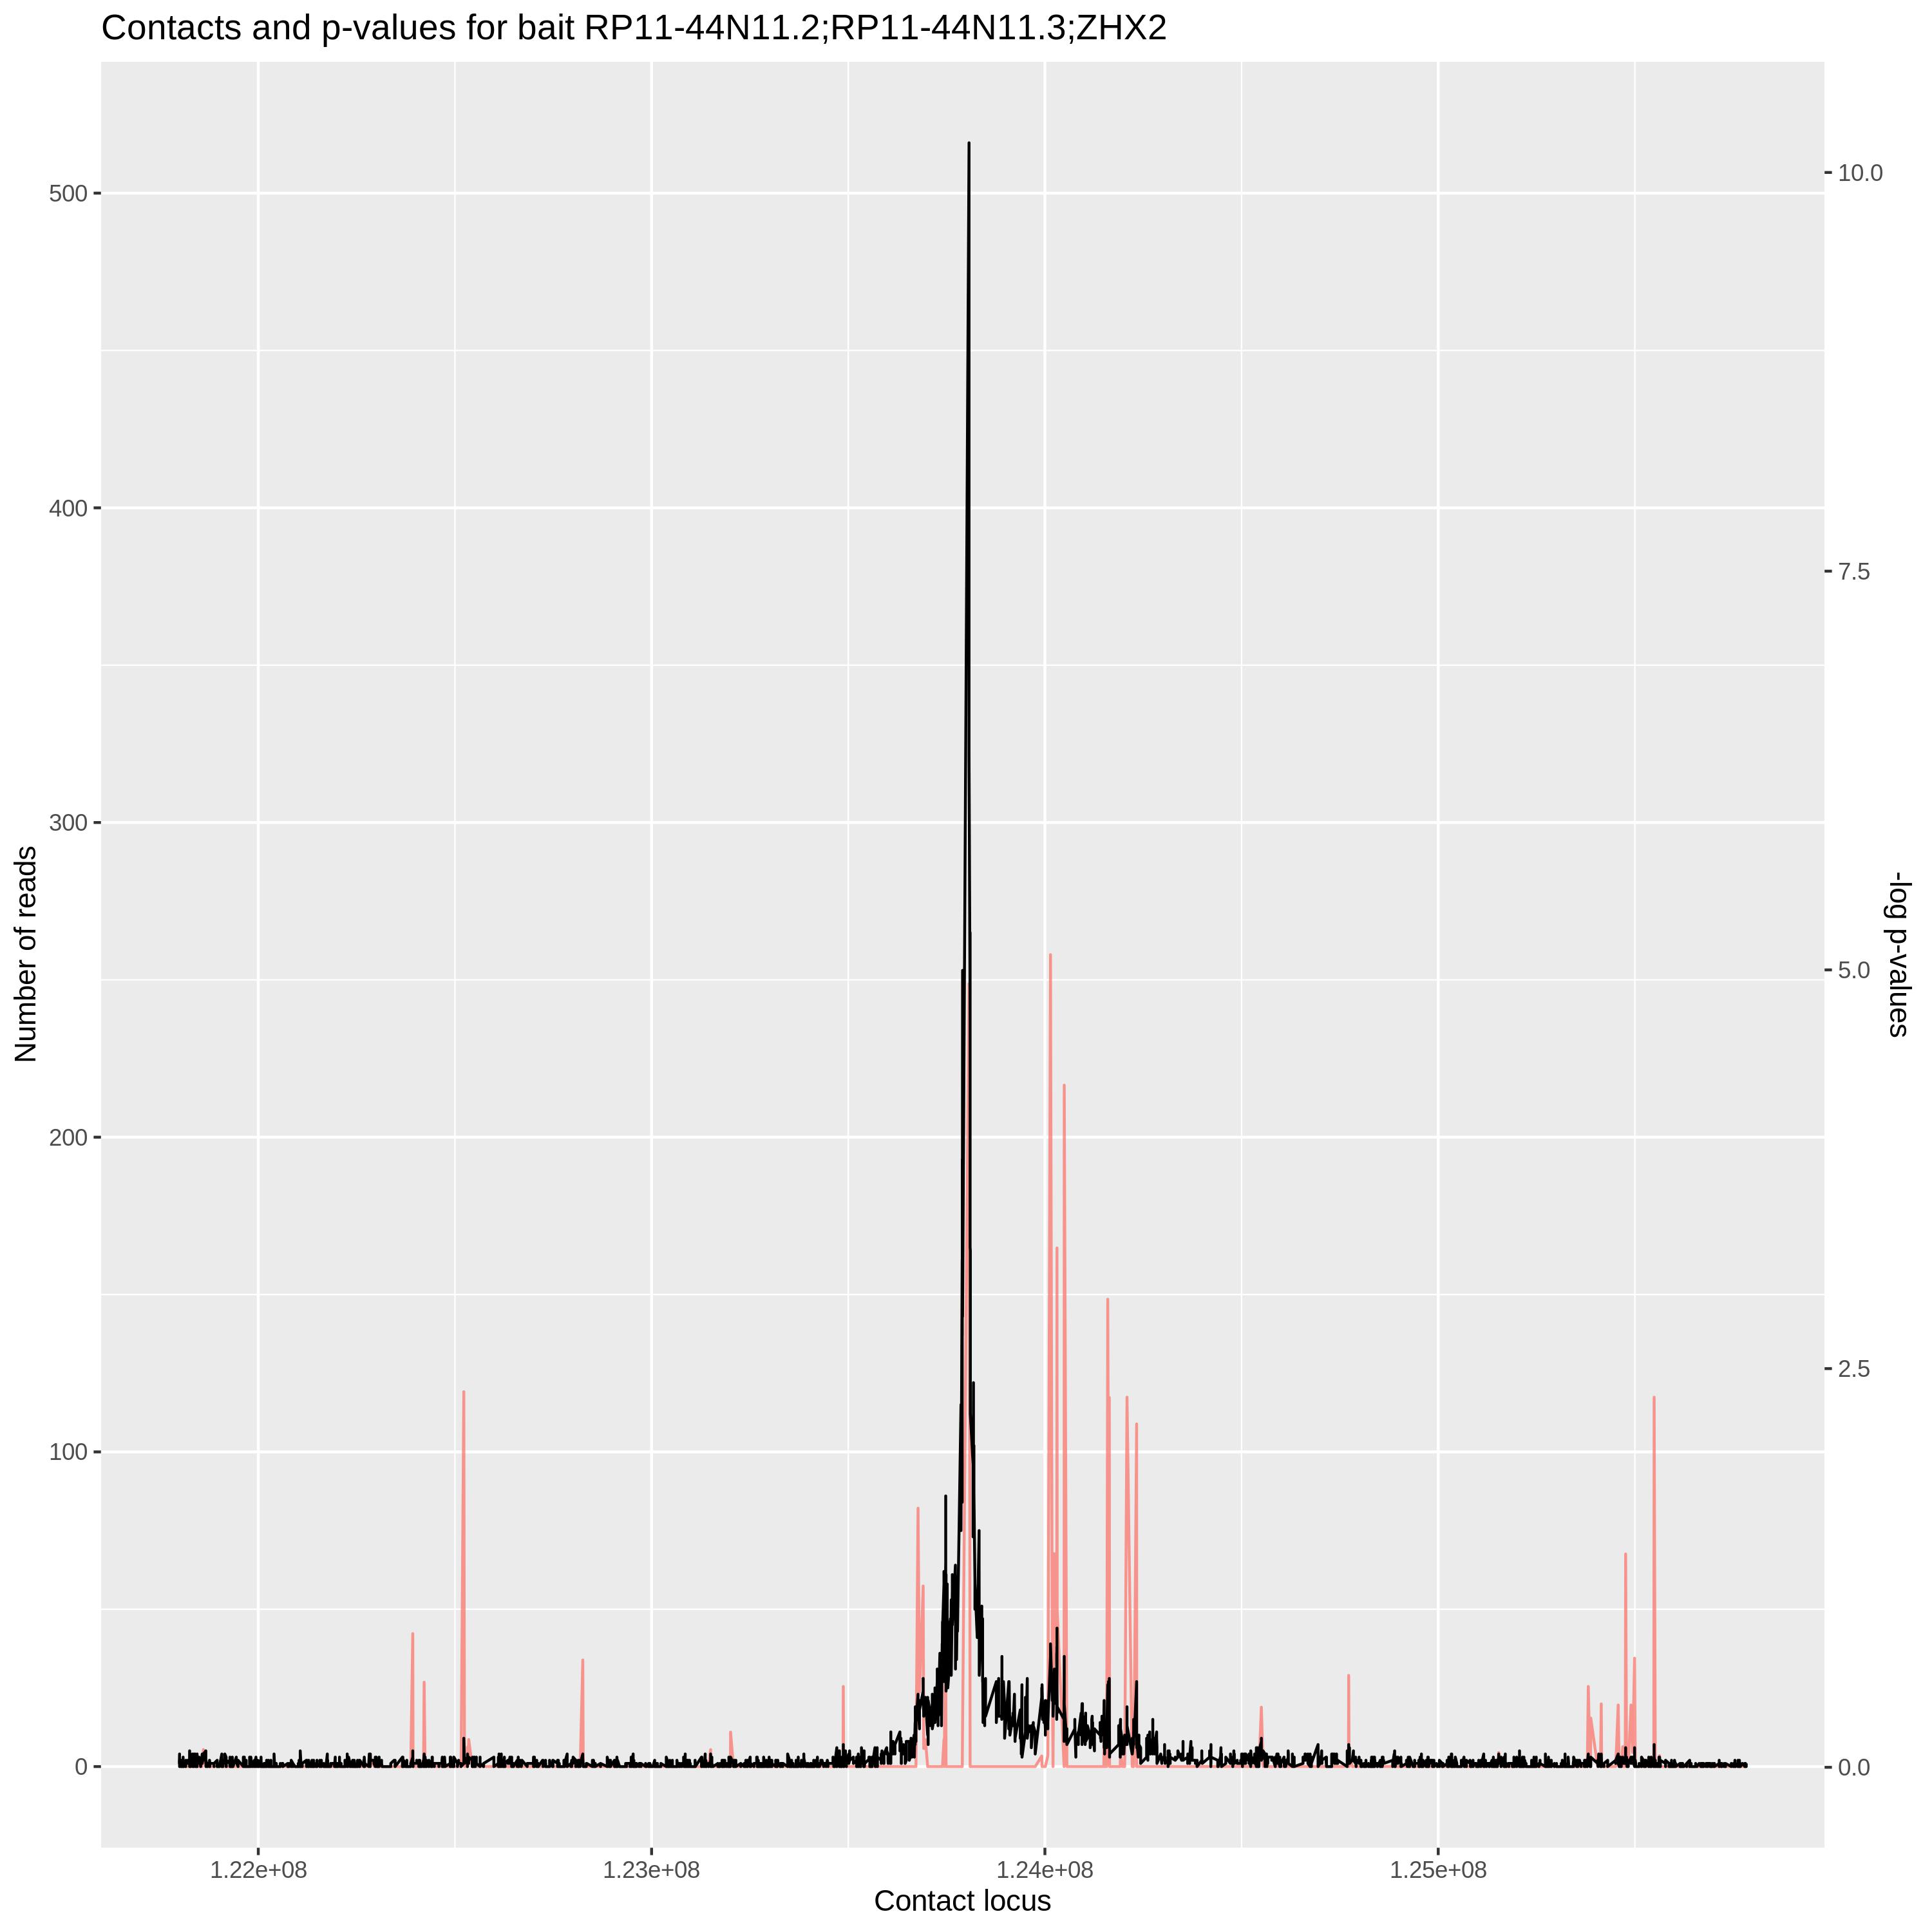 Contacts and p-values for bait RP11-44N11.2;RP11-44N11.3;ZHX2
500
400
300
200
100
0
Number of reads
10.0
7.5
5.0
2.5
0.0
-log p-values
1.22e+08
1.23e+08
1.24e+08
1.25e+08
Contact locus